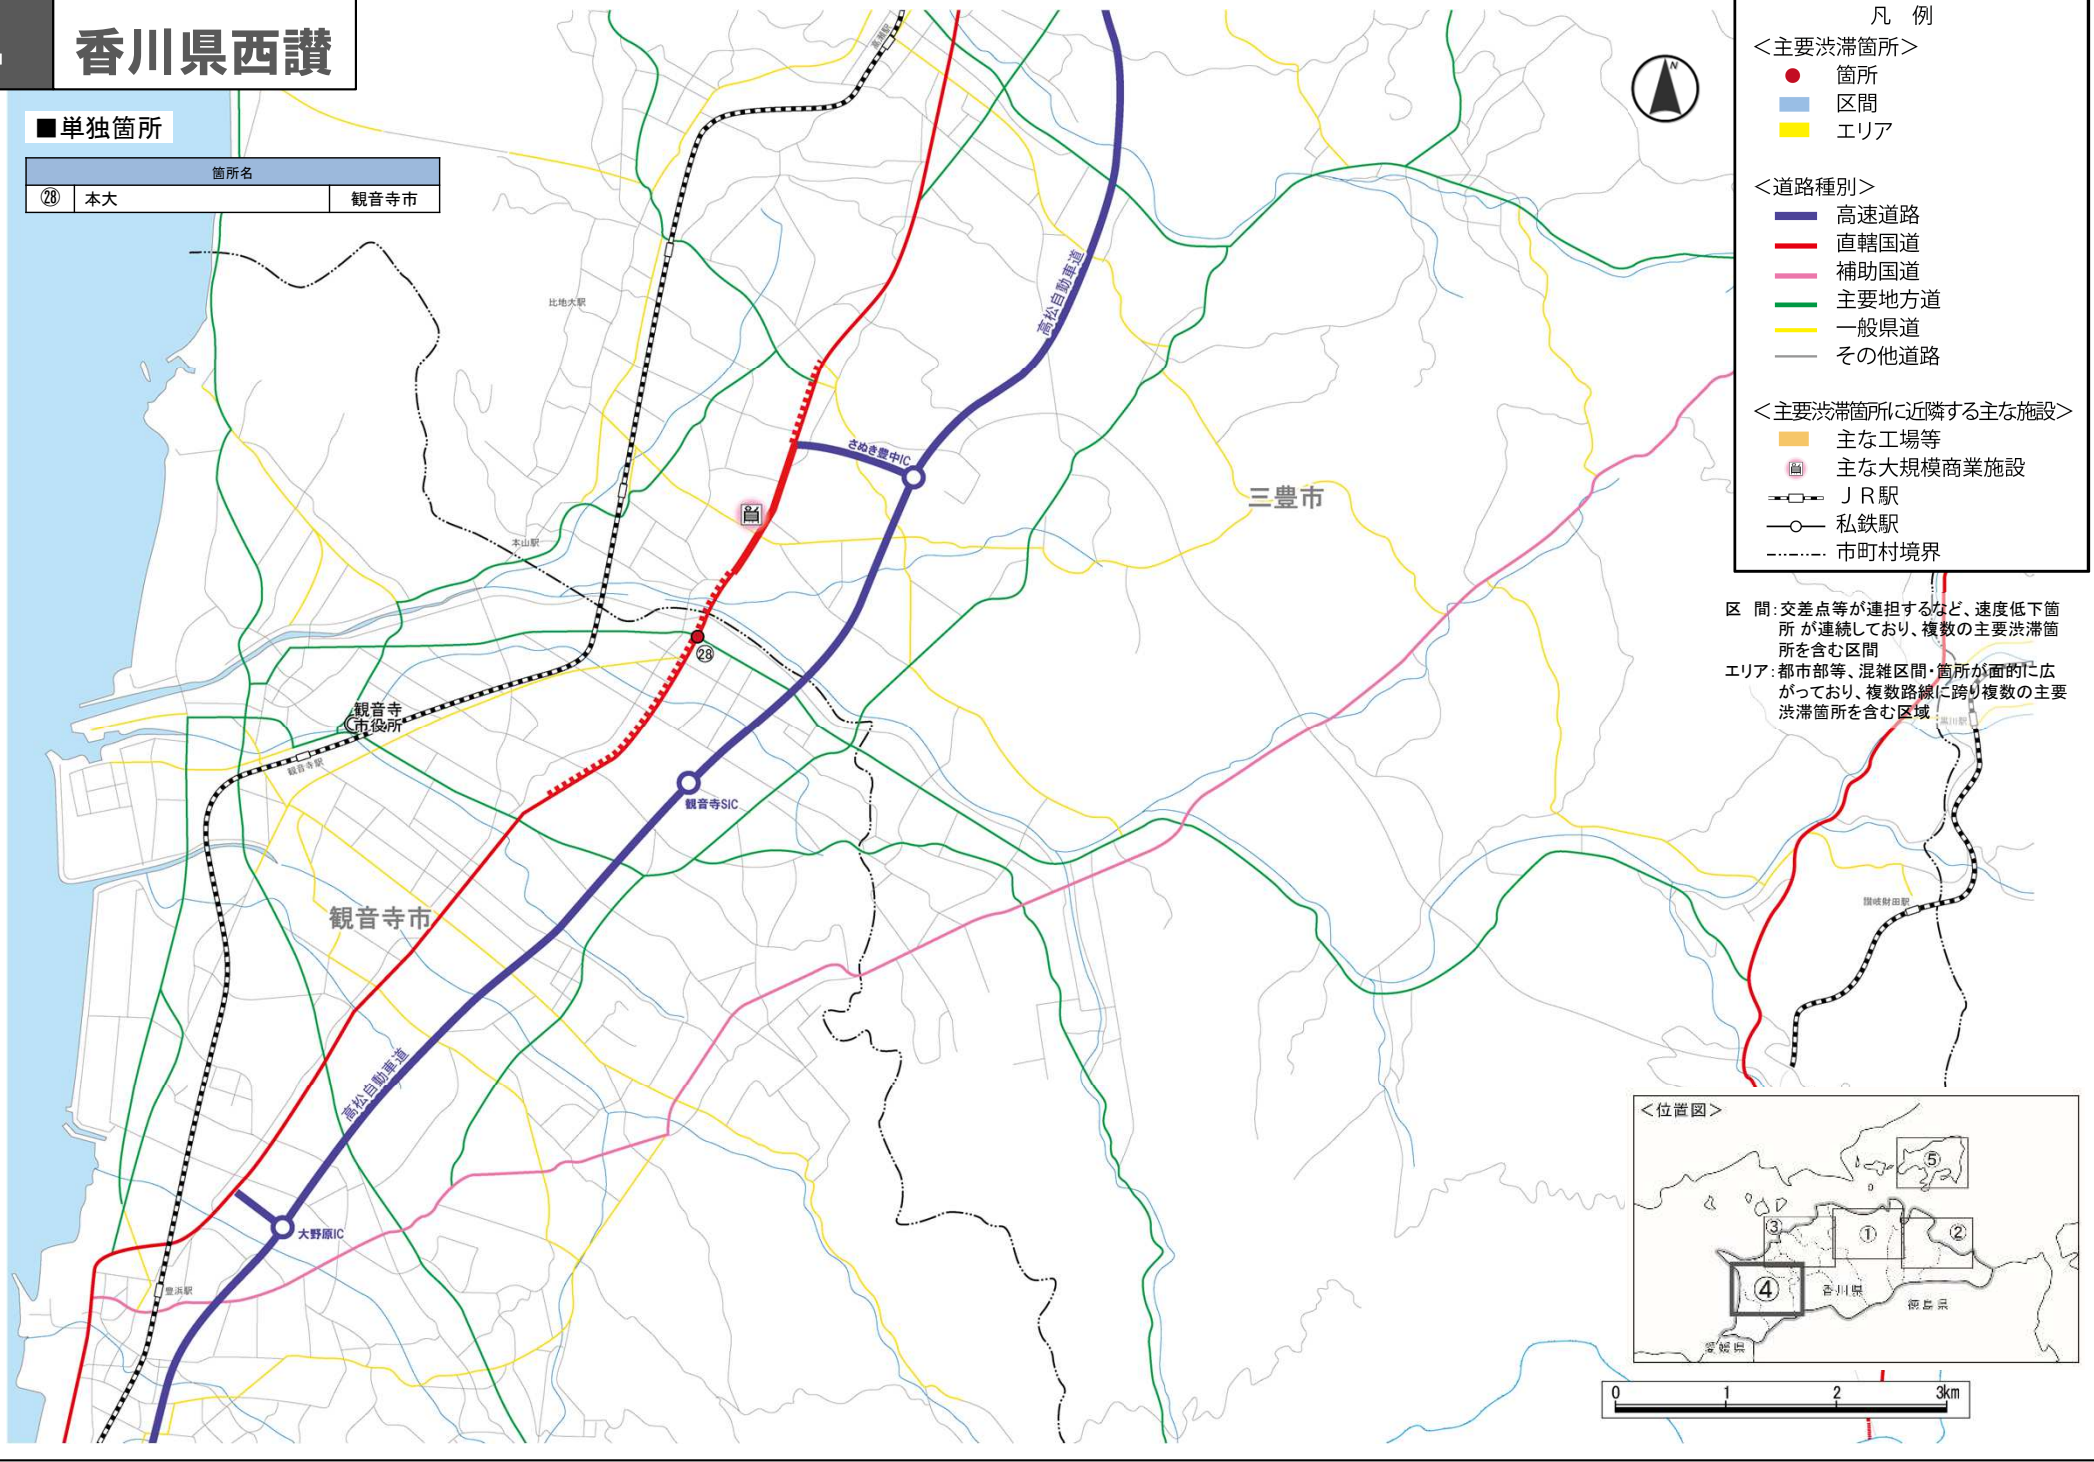 香川県西讃
■単独箇所
箇所名
㉘ 本大 観音寺市
凡 例
＜主要渋滞箇所＞
箇所
区間
エリア
＜道路種別＞
高速道路
直轄国道
補助国道
主要地方道
一般県道
その他道路
＜主要渋滞箇所に近隣する主な施設＞
主な工場等
主な大規模商業施設
ＪＲ駅
私鉄駅
市町村境界
区 間：交差点等が連担するなど、速度低下箇
所 が連続しており、複数の主要渋滞箇
所を含む区間
エリア：都市部等、混雑区間・箇所が面的に広
がっており、複数路線に跨り複数の主要
渋滞箇所を含む区域
N
高瀬駅
比地大駅
高松自動車道
さぬき豊中IC
三豊市
本山駅
㉘
観音寺
市役所
観音寺駅
観音寺SIC
黒川駅
讃岐財田駅
観音寺市
高松自動車道
大野原IC
豊浜駅
＜位置図＞
⑤
③
①
②
④
香川県
徳島県
愛媛県
0 1 2 3km